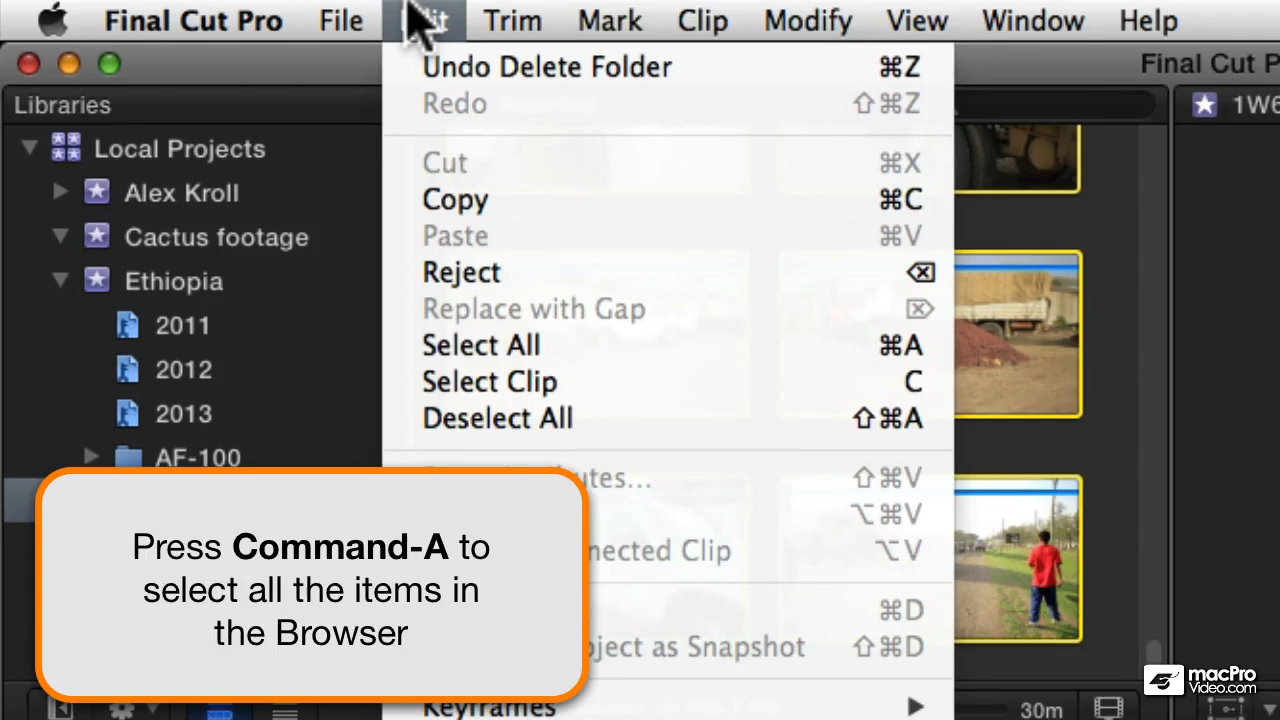 Final Cut Pro File Edit Trim Mark Clip Modify View Window Help
Final Cut P
Libraries
1W6
Local Projects
Alex Kroll
Cactus footage
Ethiopia
2011
2012
2013
AF-100
Undo Delete Folder ⌘Z
Redo ⇧⌘Z
Cut ⌘X
Copy ⌘C
Paste ⌘V
Reject ⌫
Replace with Gap ⌦
Select All ⌘A
Select Clip C
Deselect All ⇧⌘A
utes... ⇧⌘V
⌥⌘V
nnected Clip ⌥V
⌘D
oject as Snapshot ⇧⌘D
Keyframes ▶
Press Command-A to
select all the items in
the Browser
30m
macPro
Video.com